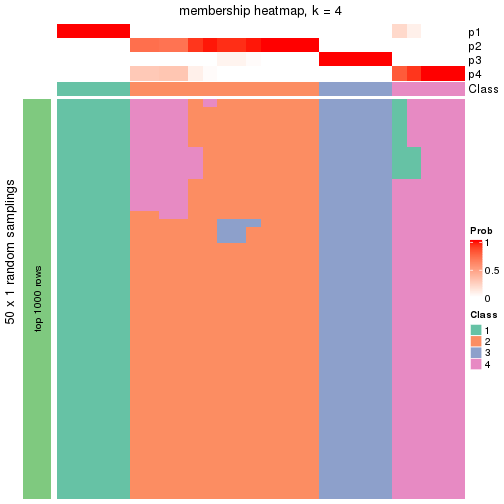 membership heatmap, k = 4
p1
p2
p3
p4
Class
50 x 1 random samplings
top 1000 rows
Prob
1
0.5
0
Class
1
2
3
4